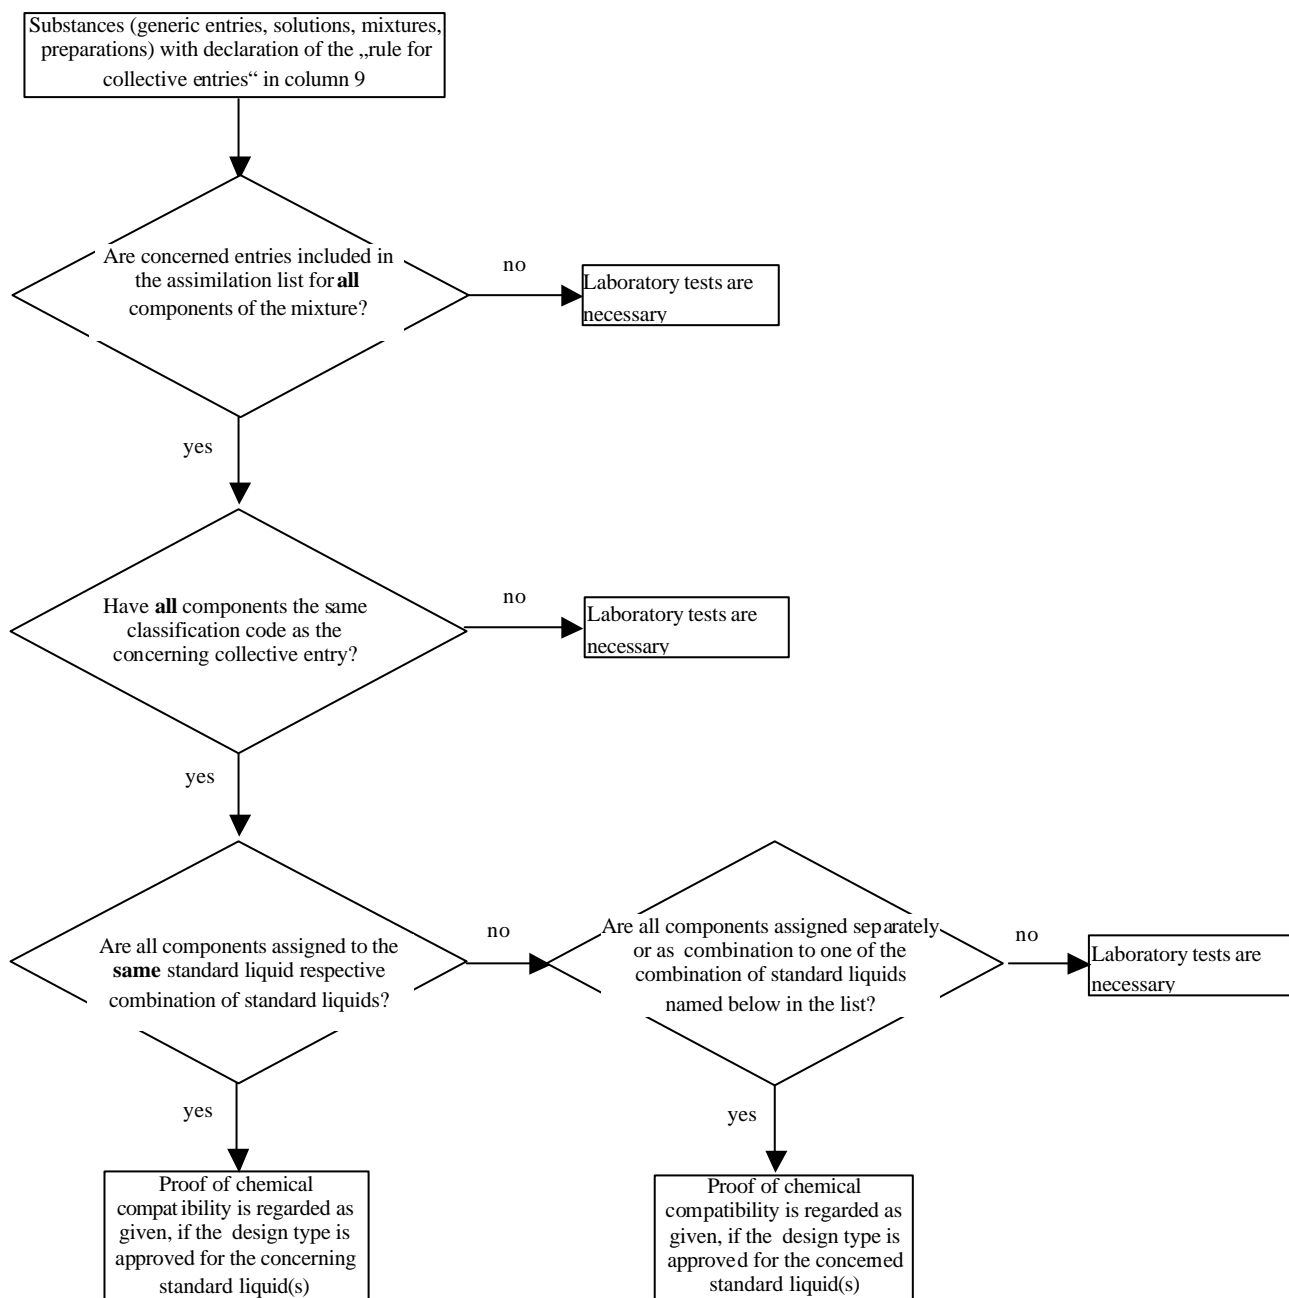 Substances (generic entries, solutions, mixtures,
preparations) with declaration of the „rule for
collective entries“ in column 9
Are concerned entries included in
the assimilation list for all
components of the mixture?
no
Laboratory tests are
necessary
yes
Have all components the same
classification code as the
concerning collective entry?
no
Laboratory tests are
necessary
yes
Are all components assigned to the
same standard liquid respective
combination of standard liquids?
no
Are all components assigned separately
or as combination to one of the
combination of standard liquids
named below in the list?
no
Laboratory tests are
necessary
yes
Proof of chemical
compatibility is regarded as
given, if the design type is
approved for the concerning
standard liquid(s)
yes
Proof of chemical
compatibility is regarded as
given, if the design type is
approved for the concerned
standard liquid(s)